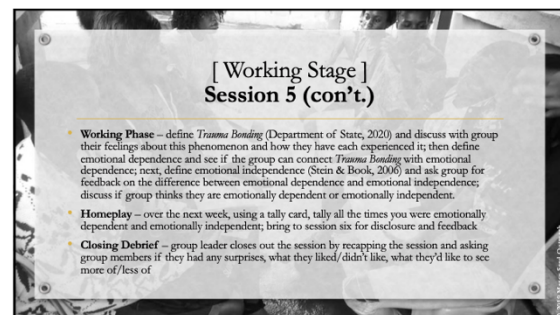 [ Working Stage ]
Session 5 (con't.)
Working Phase – define Trauma Bonding (Department of State, 2020) and discuss with group
their feelings about this phenomenon and how they have each experienced it; then define
emotional dependence and see if the group can connect Trauma Bonding with emotional
dependence; next, define emotional independence (Stein & Book, 2006) and ask group for
feedback on the difference between emotional dependence and emotional independence;
discuss if group thinks they are emotionally dependent or emotionally independent.
Homeplay – over the next week, using a tally card, tally all the times you were emotionally
dependent and emotionally independent; bring to session six for disclosure and feedback
Closing Debrief – group leader closes out the session by recapping the session and asking
group members if they had any surprises, what they liked/didn't like, what they'd like to see
more of/less of